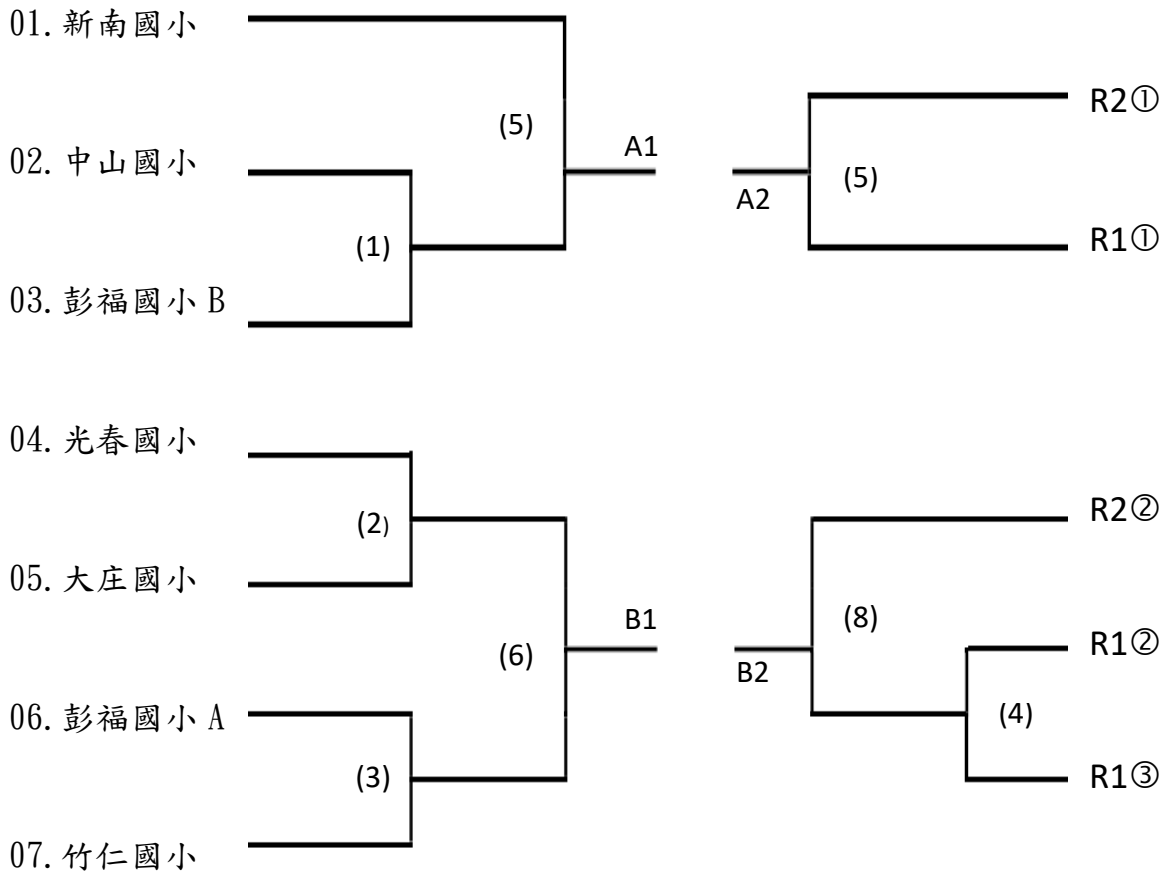 01.新南國小
02.中山國小
03.彭福國小 B
04.光春國小
05.大庄國小
06.彭福國小 A
07.竹仁國小
(5)
(1)
A1
(2)
(6)
(3)
B1
A2
(5)
R2①
R1①
B2
(8)
(4)
R2②
R1②
R1③